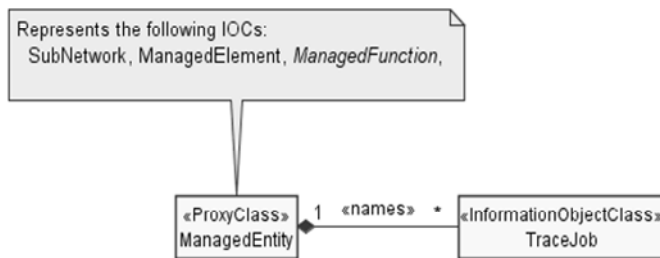 Represents the following IOCs:
SubNetwork, ManagedElement, ManagedFunction,
«ProxyClass»
ManagedEntity
1 «names» *
«InformationObjectClass»
TraceJob